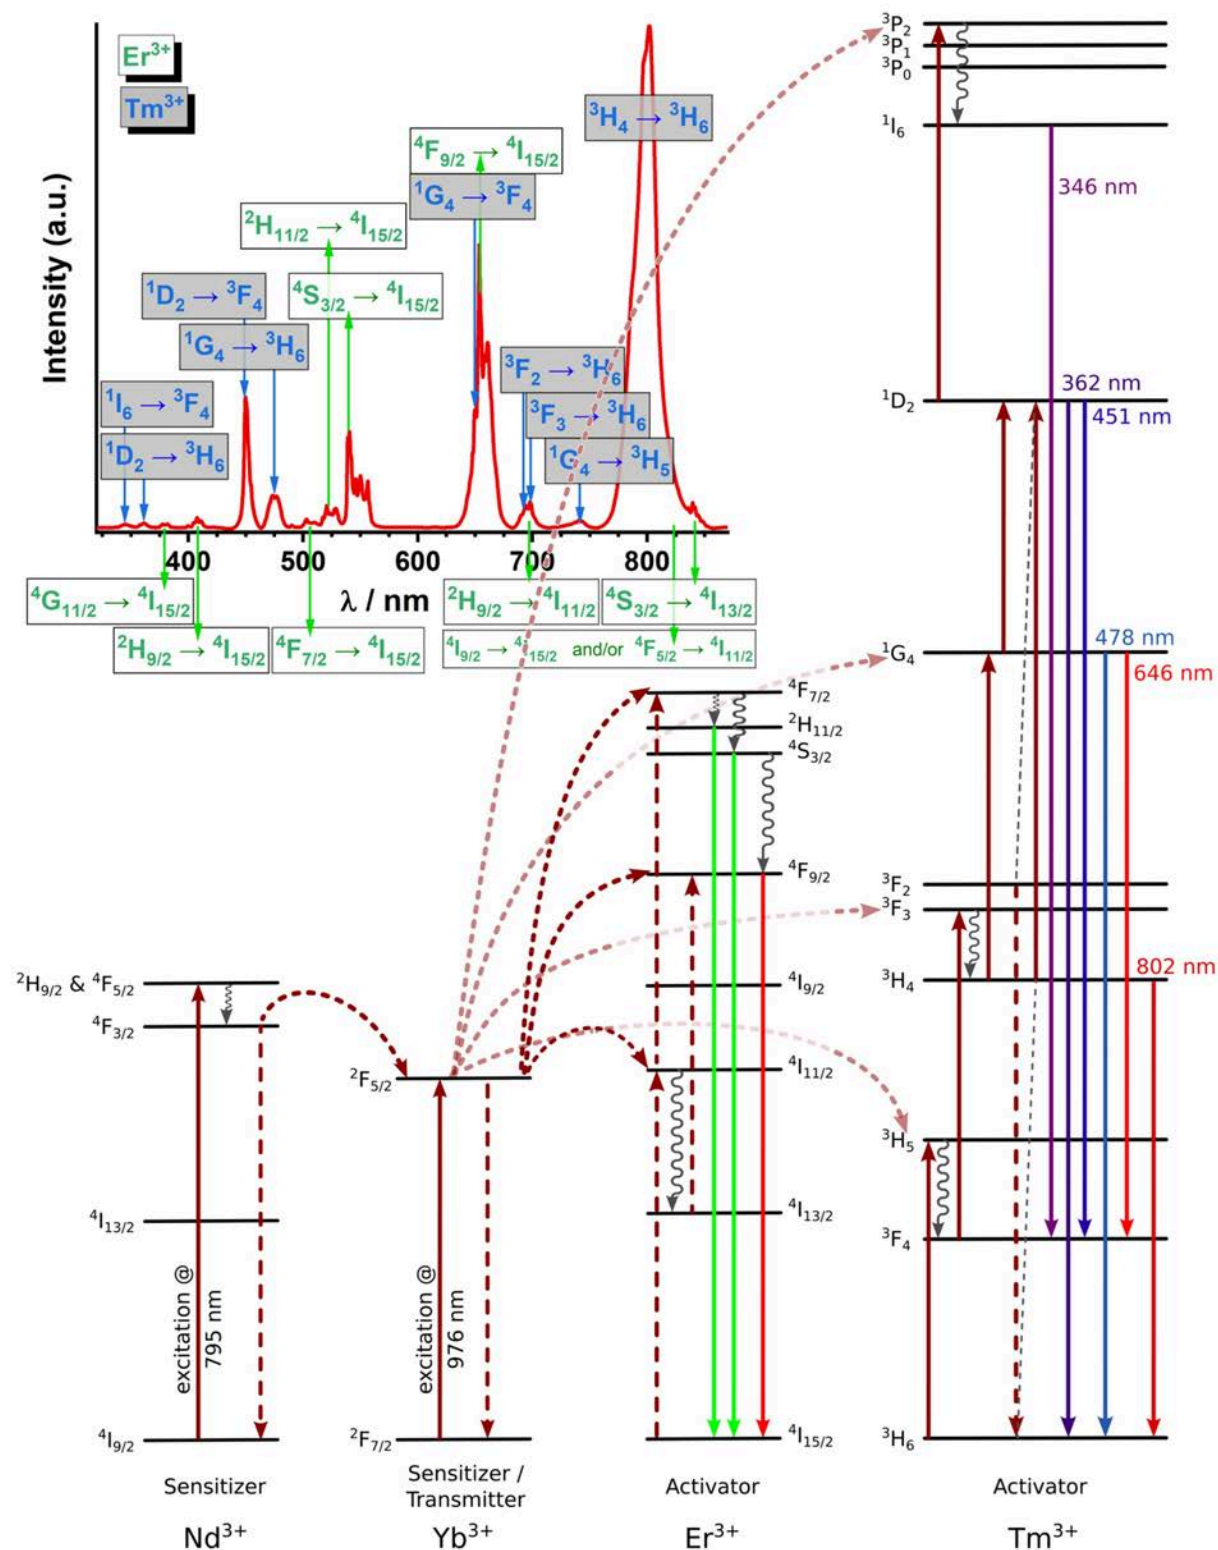 Er³⁺
Tm³⁺
Intensity (a.u.)
³H₄ → ³H₆
⁴F₉/₂ → ⁴I₁₅/₂
¹G₄ → ³F₄
²H₁₁/₂ → ⁴I₁₅/₂
¹D₂ → ³F₄
⁴S₃/₂ → ⁴I₁₅/₂
¹G₄ → ³H₆
³F₂ → ³H₆
¹I₆ → ³F₄
³F₃ → ³H₆
¹D₂ → ³H₆
¹G₄ → ³H₅
400 500 600 700 800
λ / nm
⁴G₁₁/₂ → ⁴I₁₅/₂
²H₉/₂ → ⁴I₁₁/₂
⁴S₃/₂ → ⁴I₁₃/₂
²H₉/₂ → ⁴I₁₅/₂
⁴F₇/₂ → ⁴I₁₅/₂
⁴I₉/₂ → ⁴I₁₅/₂ and/or ⁴F₅/₂ → ⁴I₁₁/₂
²H₉/₂ & ⁴F₅/₂
⁴F₃/₂
⁴I₁₃/₂
⁴I₉/₂
excitation @
795 nm
Sensitizer
Nd³⁺
²F₅/₂
²F₇/₂
excitation @
976 nm
Sensitizer /
Transmitter
Yb³⁺
⁴F₇/₂
²H₁₁/₂
⁴S₃/₂
⁴F₉/₂
⁴I₉/₂
⁴I₁₁/₂
⁴I₁₃/₂
⁴I₁₅/₂
Activator
Er³⁺
³P₂
³P₁
³P₀
¹I₆
346 nm
¹D₂
362 nm
451 nm
¹G₄
478 nm
646 nm
³F₂
³F₃
³H₄
802 nm
³H₅
³F₄
³H₆
Activator
Tm³⁺